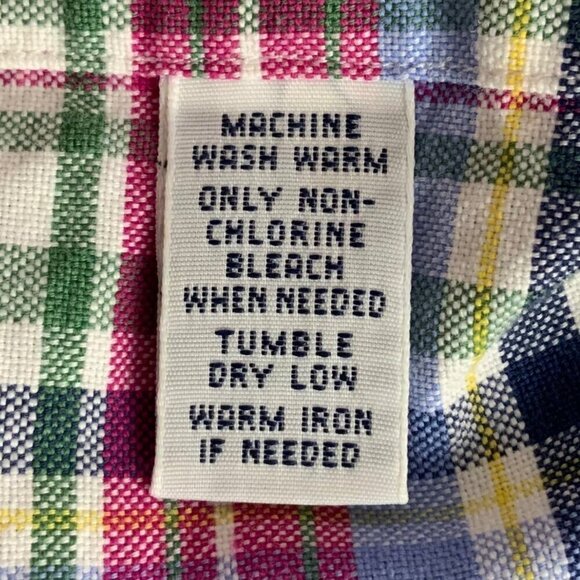 MACHINE
WASH WARM
ONLY NON-
CHLORINE
BLEACH
WHEN NEEDED
TUMBLE
DRY LOW
WARM IRON
IF NEEDED